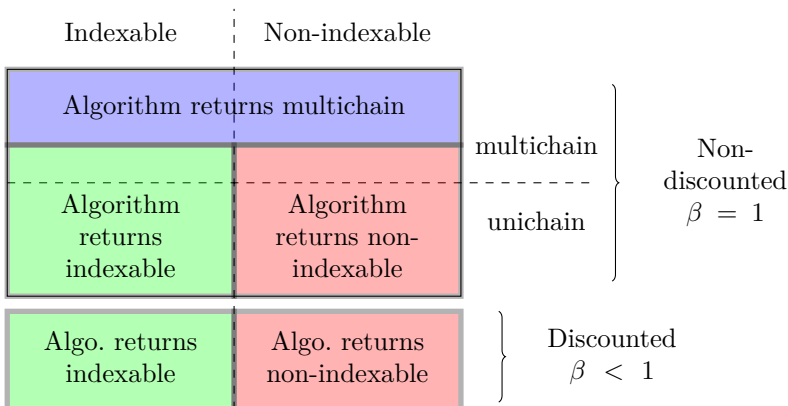 Indexable
Non-indexable
Algorithm returns multichain
multichain
Algorithm
returns
indexable
Algorithm
returns non-
indexable
unichain
Non-
discounted
β = 1
Algo. returns
indexable
Algo. returns
non-indexable
Discounted
β < 1